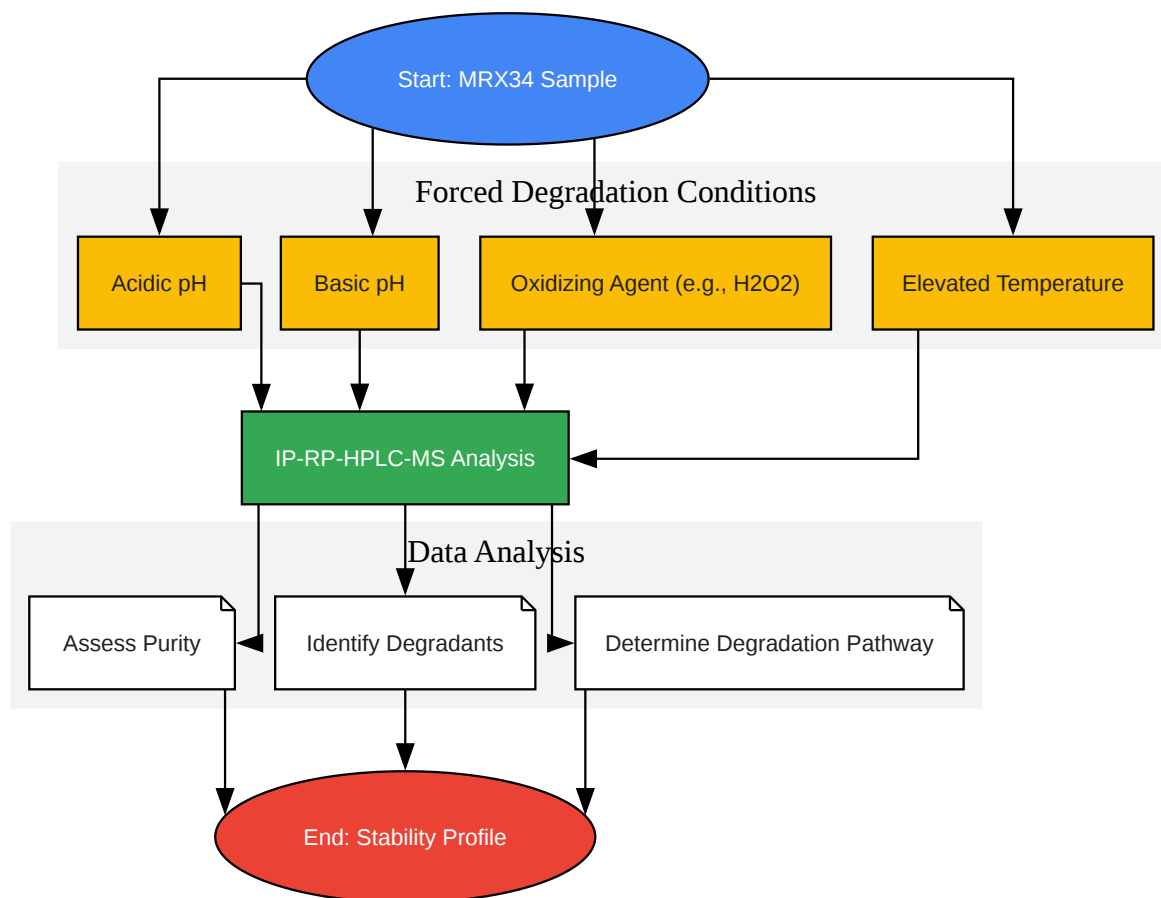 Start: MRX34 Sample
Forced Degradation Conditions
Acidic pH
Basic pH
Oxidizing Agent (e.g., H2O2)
Elevated Temperature
IP-RP-HPLC-MS Analysis
Data Analysis
Assess Purity
Identify Degradants
Determine Degradation Pathway
End: Stability Profile